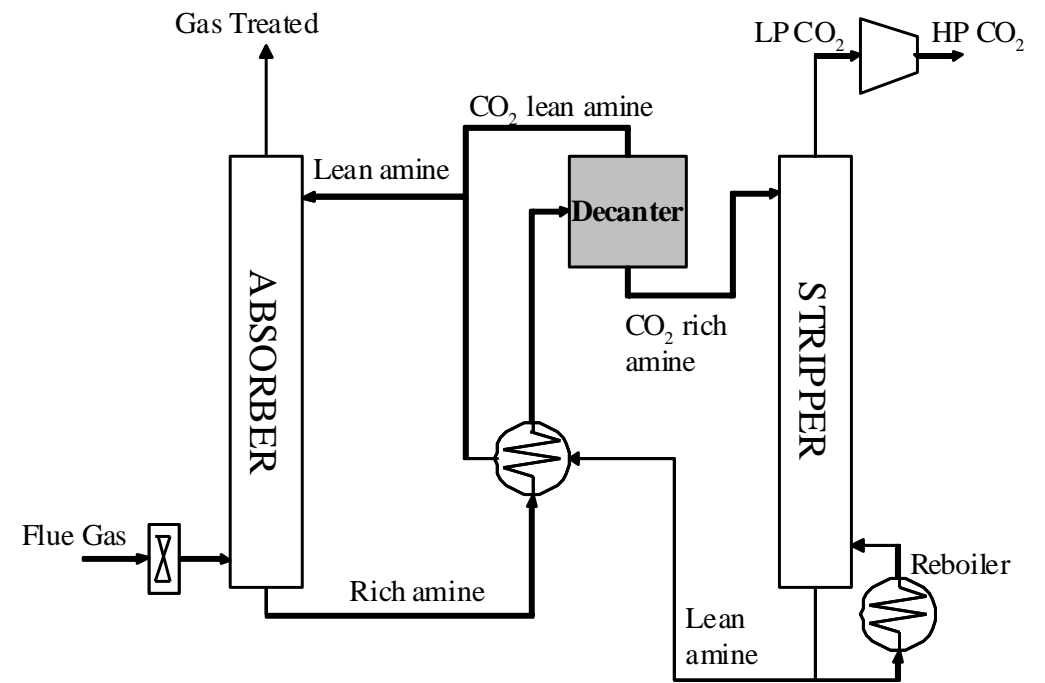 Gas Treated
LP CO₂
HP CO₂
CO₂ lean amine
Lean amine
Decanter
ABSORBER
STRIPPER
CO₂ rich
amine
Flue Gas
Rich amine
Reboiler
Lean
amine